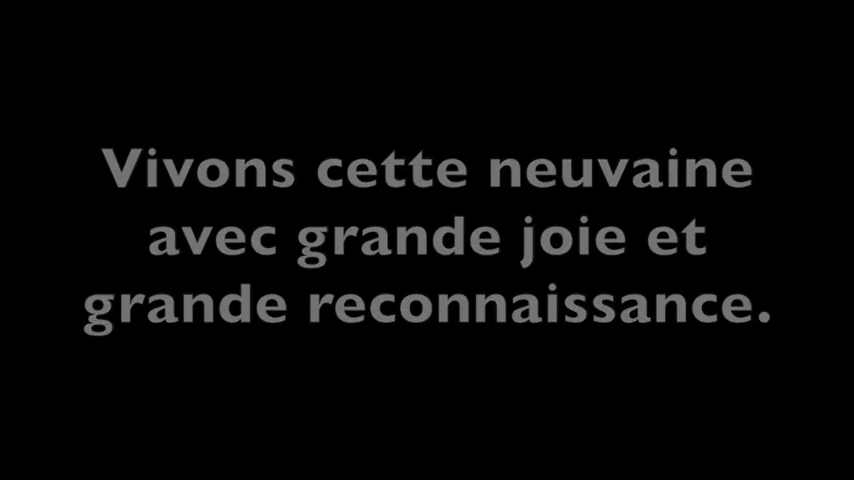 Vivons cette neuvaine
avec grande joie et
grande reconnaissance.